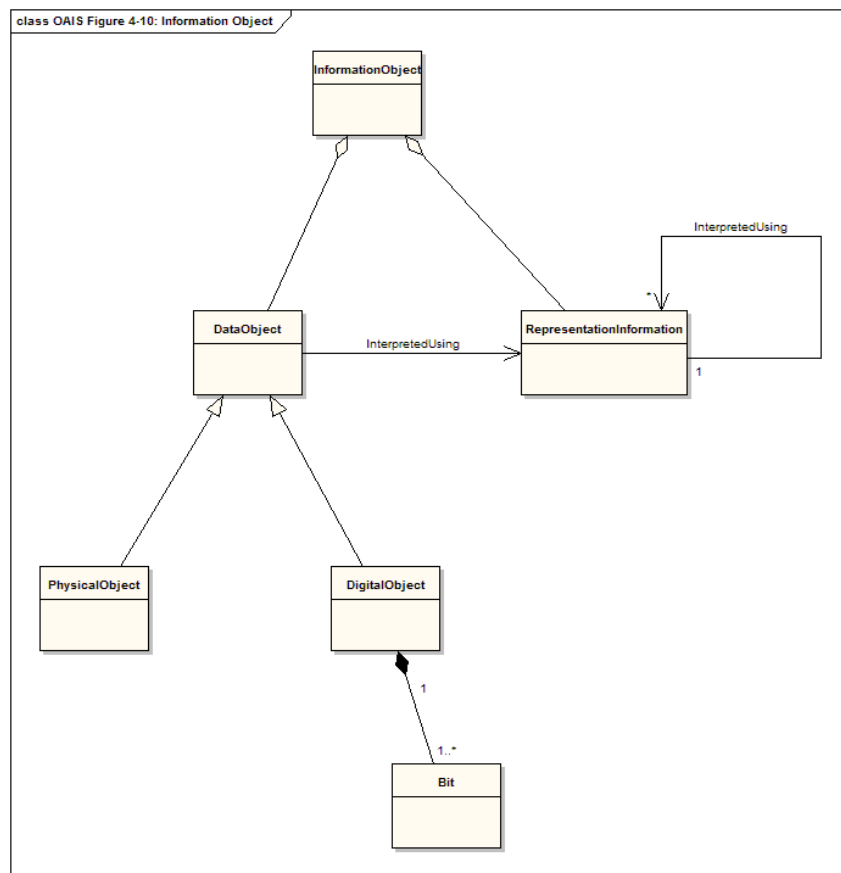 class OAIS Figure 4-10: Information Object
InformationObject
InterpretedUsing
*
DataObject
RepresentationInformation
InterpretedUsing
1
PhysicalObject
DigitalObject
1
1..*
Bit